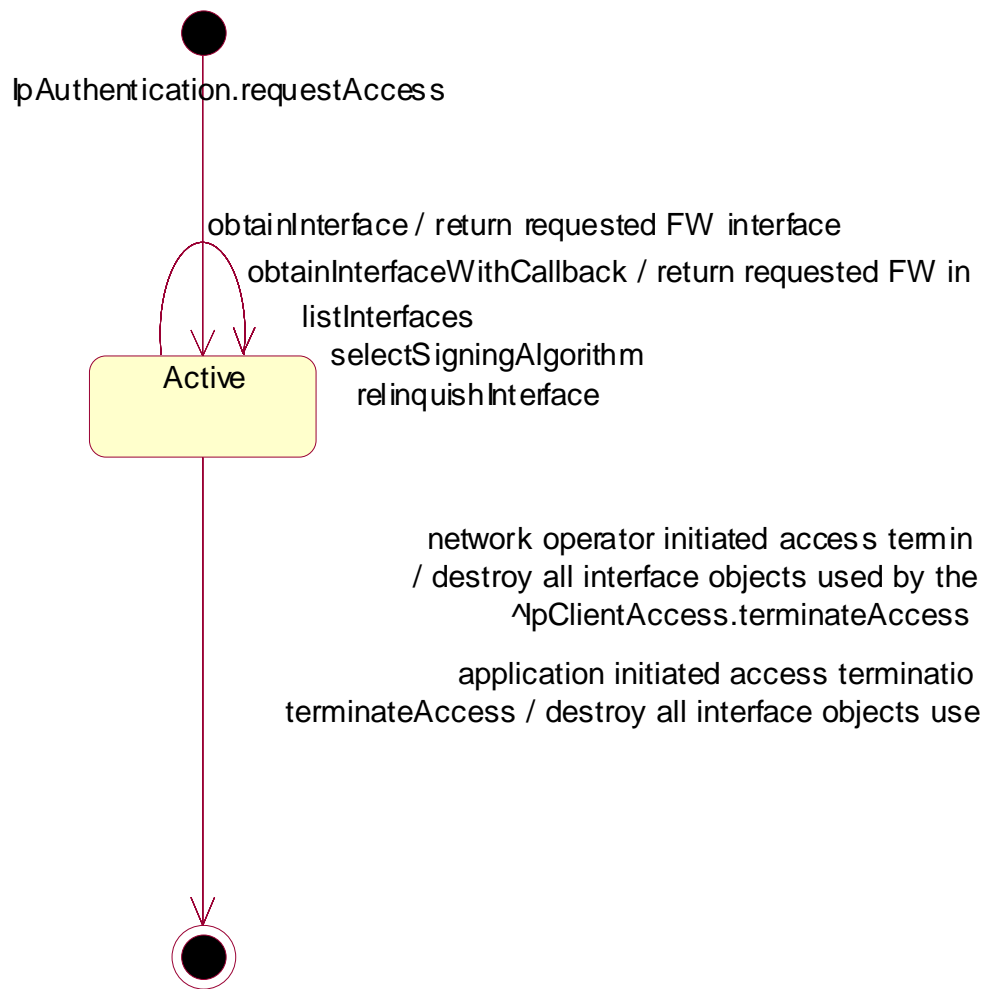 IpAuthentication.requestAccess
obtainInterface / return requested FW interface
obtainInterfaceWithCallback / return requested FW in
listInterfaces
selectSigningAlgorithm
relinquishInterface
Active
network operator initiated access termin
/ destroy all interface objects used by the
^IpClientAccess.terminateAccess
application initiated access terminatio
terminateAccess / destroy all interface objects use